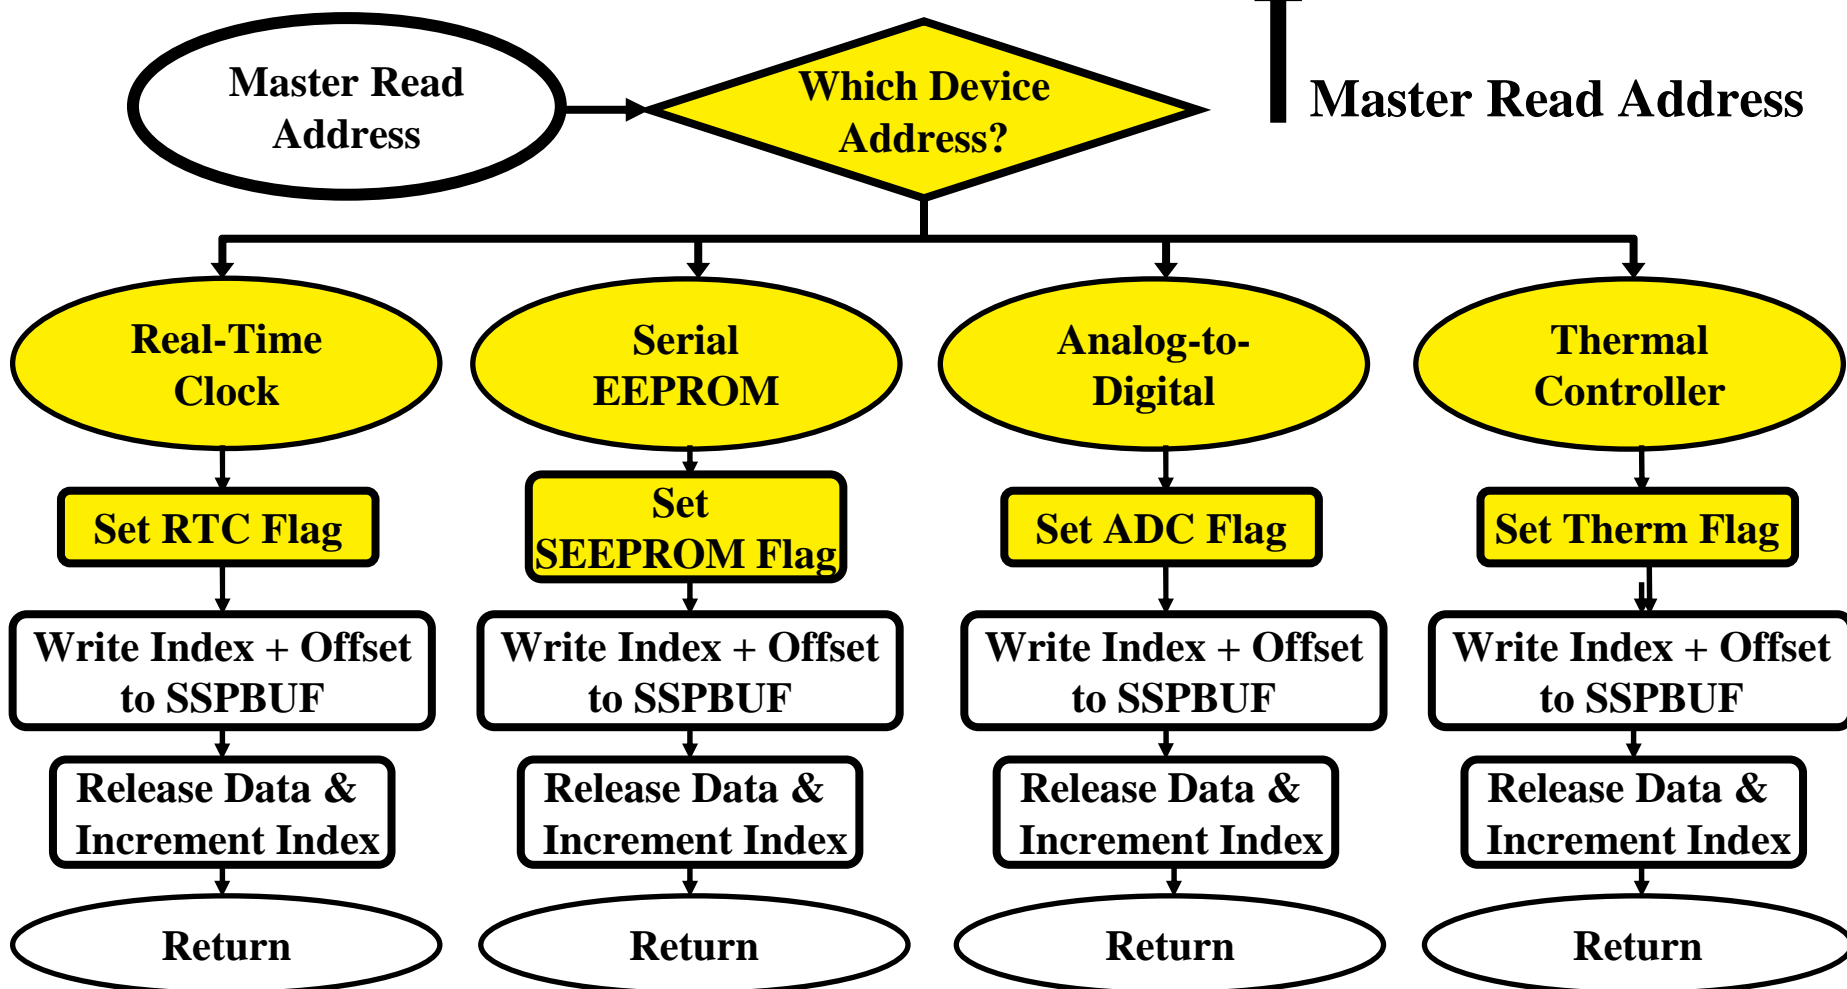 Master Read
Address
Which Device
Address?
Master Read Address
Real-Time
Clock
Serial
EEPROM
Analog-to-
Digital
Thermal
Controller
Set RTC Flag
Set
SEEPROM Flag
Set ADC Flag
Set Therm Flag
Write Index + Offset
to SSPBUF
Write Index + Offset
to SSPBUF
Write Index + Offset
to SSPBUF
Write Index + Offset
to SSPBUF
Release Data &
Increment Index
Release Data &
Increment Index
Release Data &
Increment Index
Release Data &
Increment Index
Return
Return
Return
Return